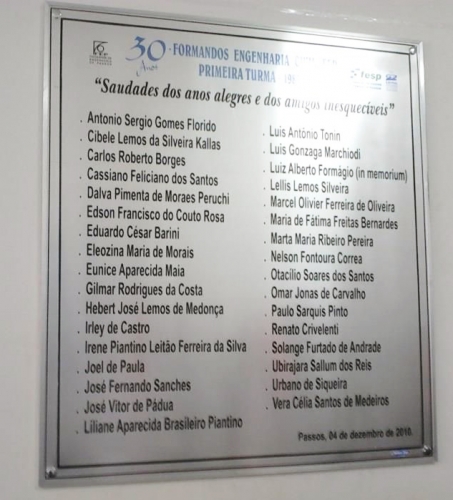 30 Anos - FORMANDOS ENGENHARIA
PRIMEIRA TURMA
fesp
"Saudades dos anos alegres e dos amigos inesquecíveis"
. Antonio Sergio Gomes Florido
. Cibele Lemos da Silveira Kallas
. Carlos Roberto Borges
. Cassiano Feliciano dos Santos
. Dalva Pimenta de Moraes Peruchi
. Edson Francisco do Couto Rosa
. Eduardo César Barini
. Eleozina Maria de Morais
. Eunice Aparecida Maia
. Gilmar Rodrigues da Costa
. Hebert José Lemos de Medonça
. Irley de Castro
. Irene Piantino Leitão Ferreira da Silva
. Joel de Paula
. José Fernando Sanches
. José Vitor de Pádua
. Liliane Aparecida Brasileiro Piantino
. Luis Antônio Tonin
. Luis Gonzaga Marchiodi
. Luiz Alberto Formágio (in memorium)
. Lellis Lemos Silveira
. Marcel Olivier Ferreira de Oliveira
. Maria de Fátima Freitas Bernardes
. Marta Maria Ribeiro Pereira
. Nelson Fontoura Correa
. Otacílio Soares dos Santos
. Omar Jonas de Carvalho
. Paulo Sarquis Pinto
. Renato Crivelenti
. Solange Furtado de Andrade
. Ubirajara Sallum dos Reis
. Urbano de Siqueira
. Vera Célia Santos de Medeiros
Passos, 04 de dezembro de 2010.